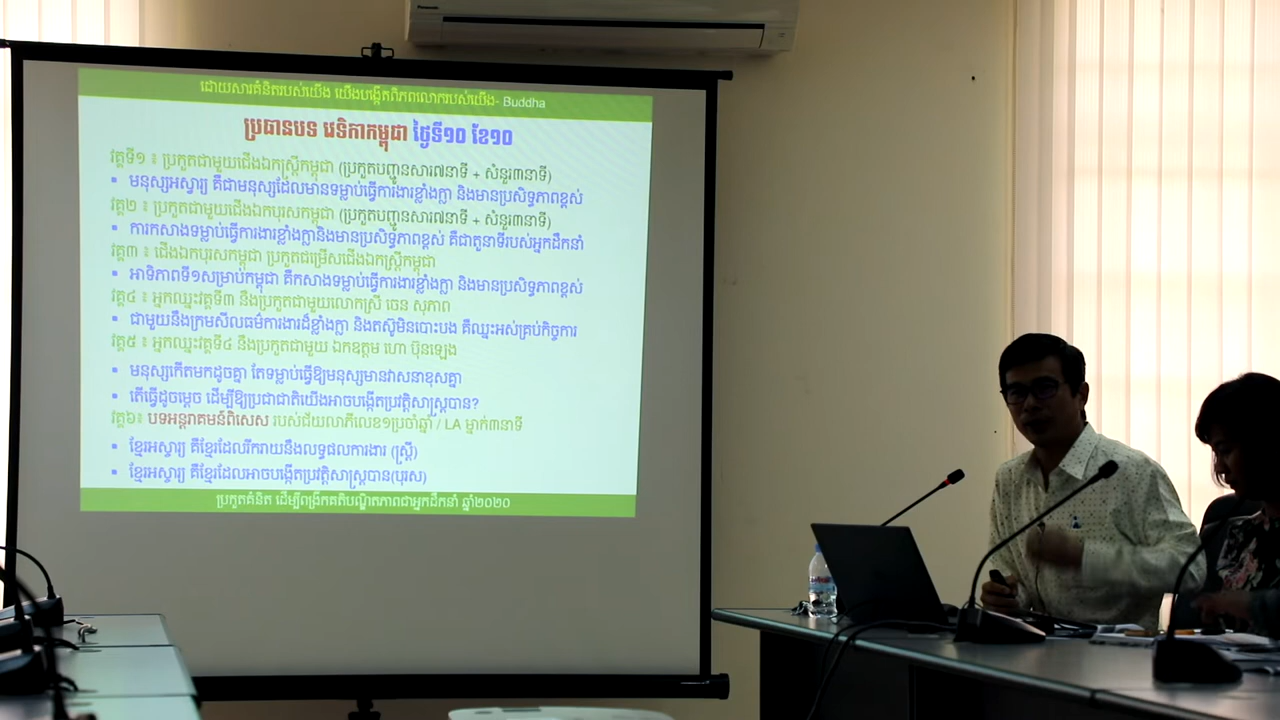 Panasonic
ដោយសារគំនិតរបស់យើង យើងបង្កើតពិភពលោករបស់យើង- Buddha
ប្រធានបទ វេទិកាកម្ពុជា ថ្ងៃទី១០ ខែ១០
វគ្គទី១ ៖ ប្រកួតជាមួយជើងឯកស្ត្រីកម្ពុជា (ប្រកួតបញ្ជូនសារ៧នាទី + សំនួរ៣នាទី)
• មនុស្សអស្ចារ្យ គឺជាមនុស្សដែលមានទម្លាប់ធ្វើការងារខ្លាំងក្លា និងមានប្រសិទ្ធភាពខ្ពស់
វគ្គ២ ៖ ប្រកួតជាមួយជើងឯកបុរសកម្ពុជា (ប្រកួតបញ្ជូនសារ៧នាទី + សំនួរ៣នាទី)
• ការកសាងទម្លាប់ធ្វើការងារខ្លាំងក្លានិងមានប្រសិទ្ធភាពខ្ពស់ គឺជាតួនាទីរបស់អ្នកដឹកនាំ
វគ្គ៣ ៖ ជើងឯកបុរសកម្ពុជា ប្រកួតជម្រើសជើងឯកស្ត្រីកម្ពុជា
• អាទិភាពទី១សម្រាប់កម្ពុជា គឺកសាងទម្លាប់ធ្វើការងារខ្លាំងក្លា និងមានប្រសិទ្ធភាពខ្ពស់
វគ្គ៤ ៖ អ្នកឈ្នះវគ្គទី៣ នឹងប្រកួតជាមួយលោកស្រី ចេន សុភាព
• ជាមួយនឹងក្រមសីលធម៌ការងារដ៏ខ្លាំងក្លា និងតស៊ូមិនបោះបង់ គឺឈ្នះអស់គ្រប់កិច្ចការ
វគ្គ៥ ៖ អ្នកឈ្នះវគ្គទី៤ នឹងប្រកួតជាមួយ ឯកឧត្តម ហោ ប៊ុនឡេង
• មនុស្សកើតមកដូចគ្នា តែទម្លាប់ធ្វើឱ្យមនុស្សមានវាសនាខុសគ្នា
• តើធ្វើដូចម្តេច ដើម្បីឱ្យប្រជាជាតិយើងអាចបង្កើតប្រវត្តិសាស្ត្របាន?
វគ្គ៦៖ បទអន្តរាគមន៍ពិសេស របស់ជ័យលាភីលេខ១ប្រចាំឆ្នាំ / LA ម្នាក់៣នាទី
• ខ្មែរអស្ចារ្យ គឺខ្មែរដែលរីករាយនឹងលទ្ធផលការងារ (ស្ត្រី)
• ខ្មែរអស្ចារ្យ គឺខ្មែរដែលអាចបង្កើតប្រវត្តិសាស្ត្របាន(បុរស)
ប្រកួតគំនិត ដើម្បីពង្រីកគតិបណ្ឌិតភាពជាអ្នកដឹកនាំ ឆ្នាំ២០២០